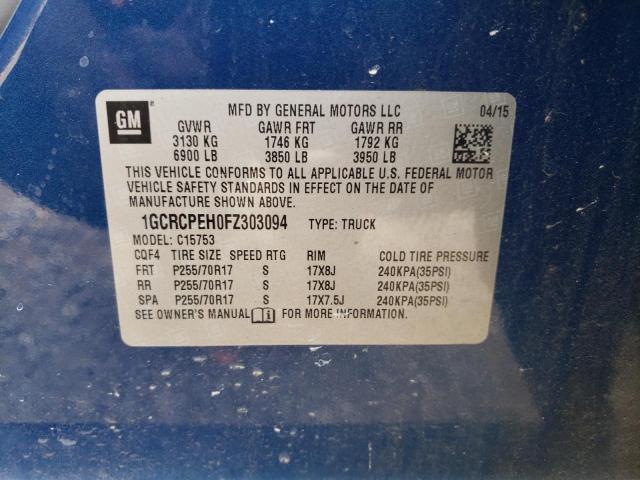 GM
MFD BY GENERAL MOTORS LLC 04/15
GVWR GAWR FRT GAWR RR
3130 KG 1746 KG 1792 KG
6900 LB 3850 LB 3950 LB
THIS VEHICLE CONFORMS TO ALL APPLICABLE U.S. FEDERAL MOTOR
VEHICLE SAFETY STANDARDS IN EFFECT ON THE DATE OF
MANUFACTURE SHOWN ABOVE.
1GCRCPEH0FZ303094 TYPE: TRUCK
MODEL: C15753
CQF4 TIRE SIZE SPEED RTG RIM COLD TIRE PRESSURE
FRT P255/70R17 S 17X8J 240KPA(35PSI)
RR P255/70R17 S 17X8J 240KPA(35PSI)
SPA P255/70R17 S 17X7.5J 240KPA(35PSI)
SEE OWNER'S MANUAL FOR MORE INFORMATION.